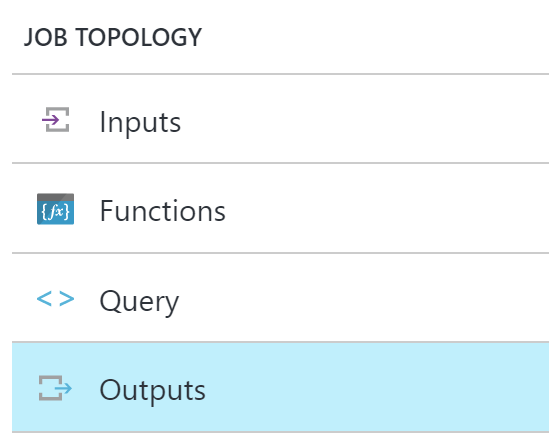 JOB TOPOLOGY
Inputs
{fx} Functions
< > Query
Outputs